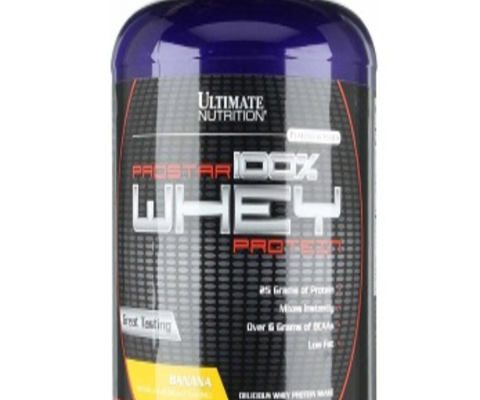 ULTIMATE
NUTRITION®
PROSTAR 100%
WHEY
PROTEIN
25 Grams of Protein
Mixes Instantly
Over 6 Grams of BCAAs
Low Fat
Great Tasting
BANANA
DELICIOUS WHEY PROTEIN SHAKE